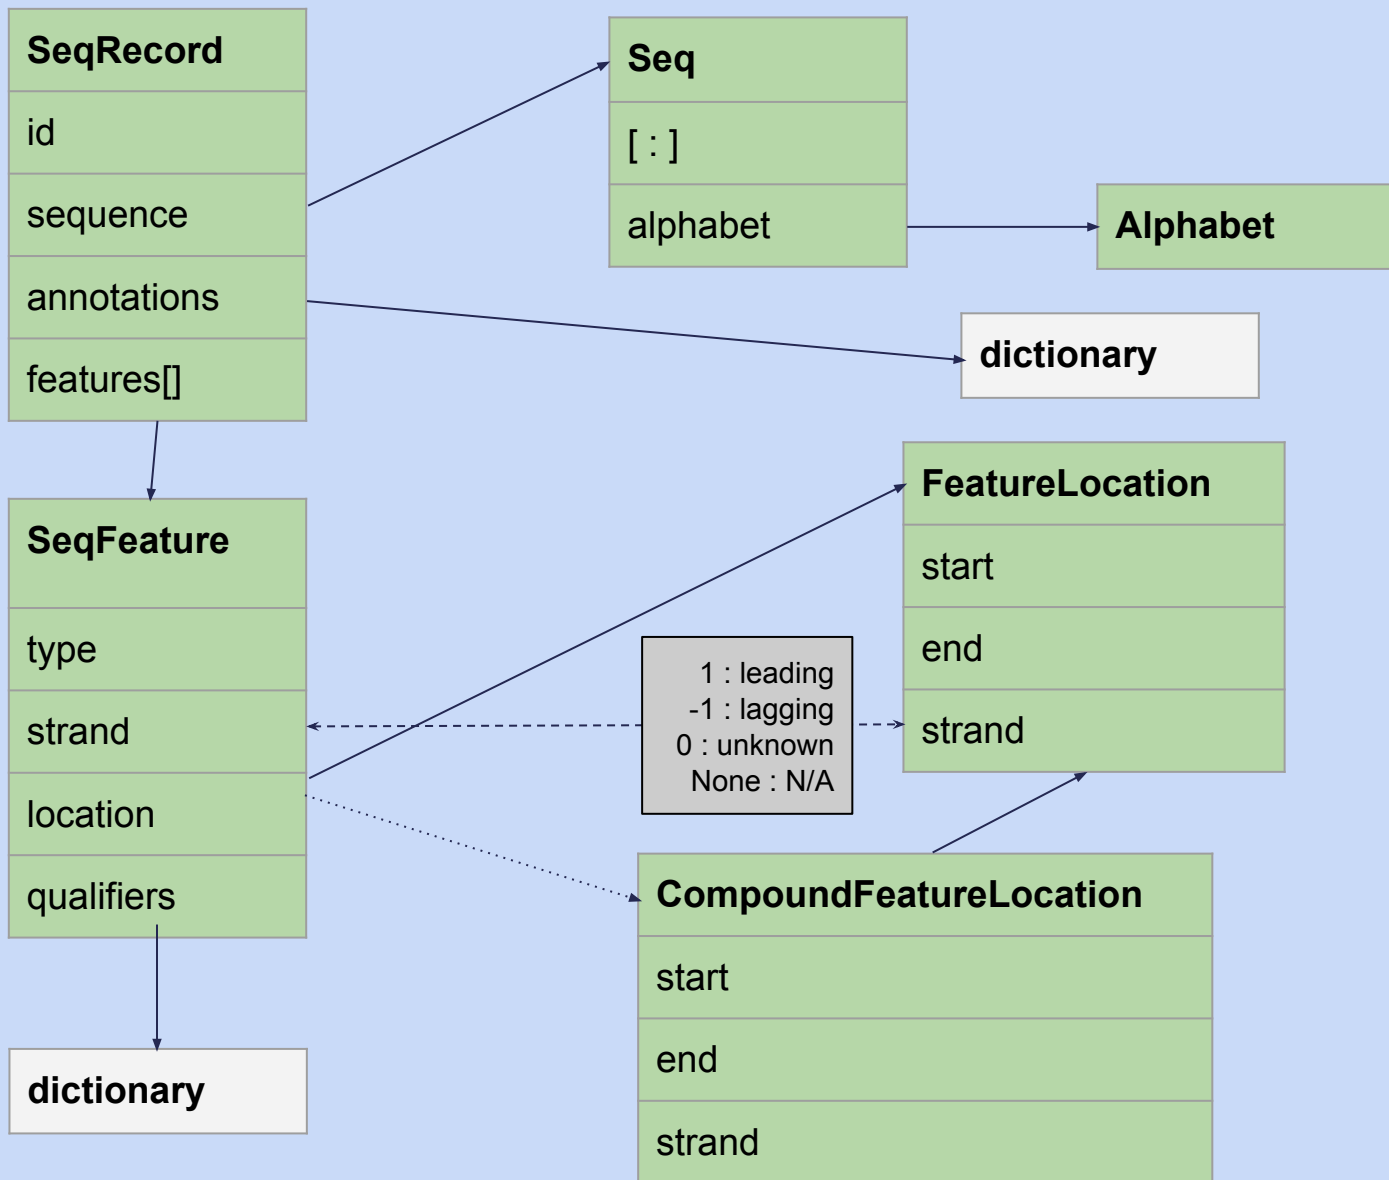 SeqRecord
id
sequence
annotations
features[]
Seq
[ : ]
alphabet
Alphabet
dictionary
SeqFeature
type
strand
location
qualifiers
dictionary
1 : leading
-1 : lagging
0 : unknown
None : N/A
FeatureLocation
start
end
strand
CompoundFeatureLocation
start
end
strand